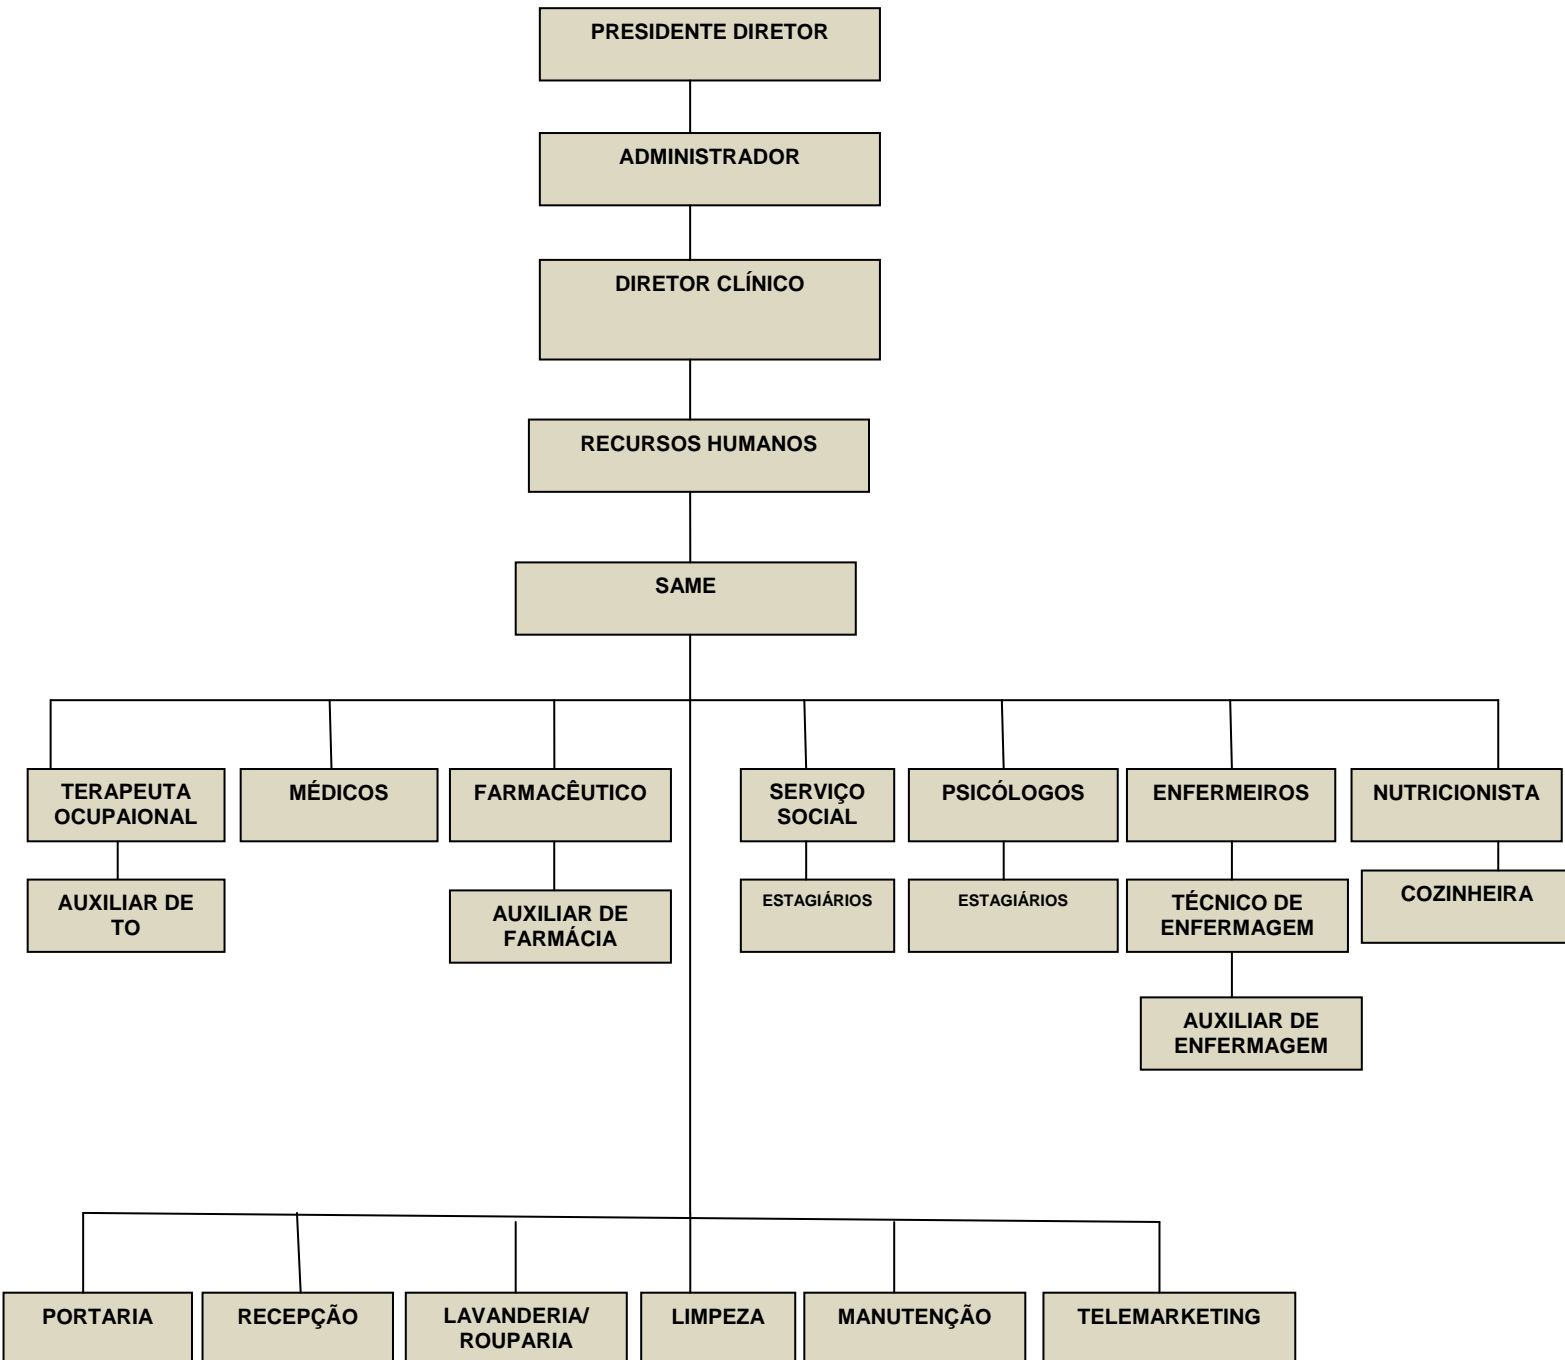 PRESIDENTE DIRETOR
ADMINISTRADOR
DIRETOR CLÍNICO
RECURSOS HUMANOS
SAME
TERAPEUTA
OCUPAIONAL
MÉDICOS
FARMACÊUTICO
SERVIÇO
SOCIAL
PSICÓLOGOS
ENFERMEIROS
NUTRICIONISTA
AUXILIAR DE
TO
AUXILIAR DE
FARMÁCIA
ESTAGIÁRIOS
ESTAGIÁRIOS
TÉCNICO DE
ENFERMAGEM
COZINHEIRA
AUXILIAR DE
ENFERMAGEM
PORTARIA
RECEPÇÃO
LAVANDERIA/
ROUPARIA
LIMPEZA
MANUTENÇÃO
TELEMARKETING